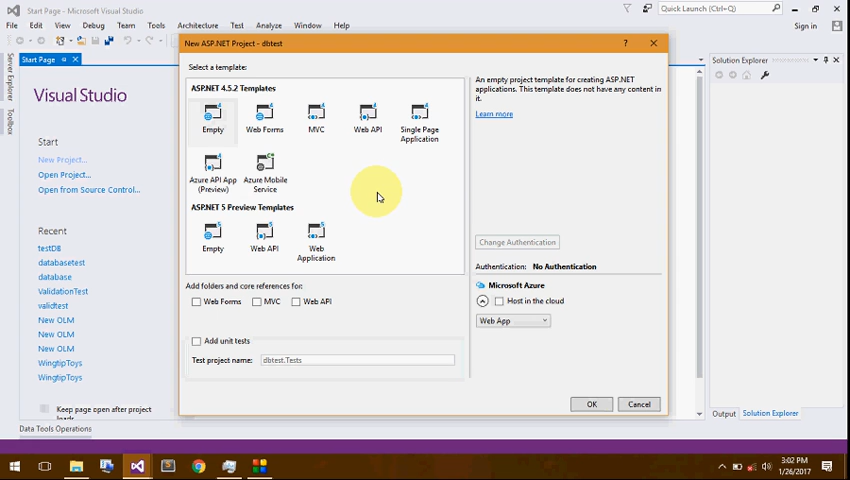 Start Page - Microsoft Visual Studio
Quick Launch (Ctrl+Q)
File Edit View Debug Team Tools Test Analyze Window Help
Sign in
Server Explorer
Toolbox
Start Page
Visual Studio
Start
New Project...
Open Project...
Open from Source Control...
Recent
testDB
databasetest
database
ValidationTest
validtest
New OLM
New OLM
New OLM
WingtipToys
WingtipToys
Keep page open after project
loads
Data Tools Operations
New ASP.NET Project - dbtest
?
Select a template:
ASP.NET 4.5.2 Templates
Empty
Web Forms
MVC
Web API
Single Page
Application
Azure API App
(Preview)
Azure Mobile
Service
ASP.NET 5 Preview Templates
Empty
Web API
Web
Application
Add folders and core references for:
Web Forms MVC Web API
Add unit tests
Test project name: dbtest.Tests
An empty project template for creating ASP.NET
applications. This template does not have any content in
it.
Learn more
Change Authentication
Authentication: No Authentication
Microsoft Azure
Host in the cloud
Web App
OK
Cancel
Solution Explorer
Output Solution Explorer
3:02 PM
1/26/2017